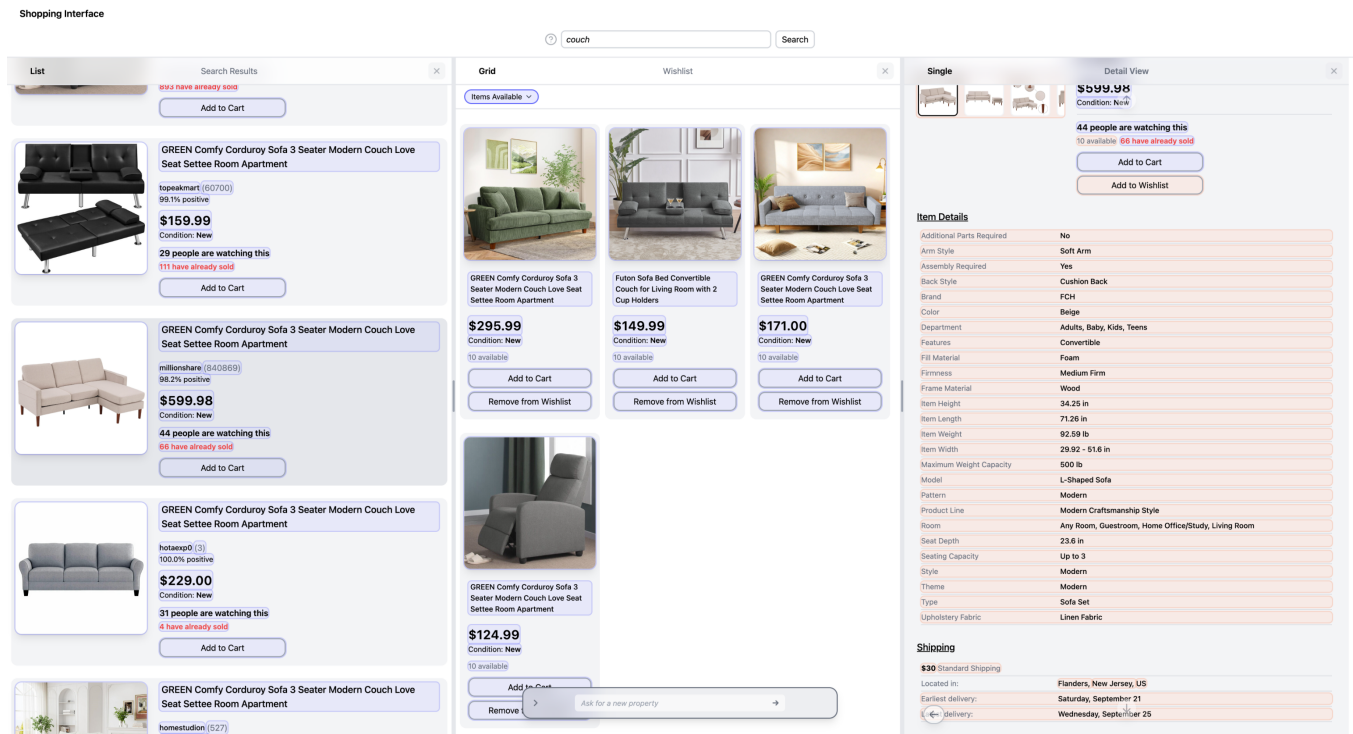 Shopping Interface
couch
Search
List
Search Results
893 have already sold
Add to Cart
GREEN Comfy Corduroy Sofa 3 Seater Modern Couch Love
Seat Settee Room Apartment
topeakmart (60700)
99.1% positive
$159.99
Condition: New
29 people are watching this
111 have already sold
Add to Cart
GREEN Comfy Corduroy Sofa 3 Seater Modern Couch Love
Seat Settee Room Apartment
millionshare (840869)
98.2% positive
$599.98
Condition: New
44 people are watching this
66 have already sold
Add to Cart
GREEN Comfy Corduroy Sofa 3 Seater Modern Couch Love
Seat Settee Room Apartment
hotaexp0 (3)
100.0% positive
$229.00
Condition: New
31 people are watching this
4 have already sold
Add to Cart
GREEN Comfy Corduroy Sofa 3 Seater Modern Couch Love
Seat Settee Room Apartment
homestudion (527)
Grid
Wishlist
Items Available
GREEN Comfy Corduroy Sofa 3
Seater Modern Couch Love Seat
Settee Room Apartment
$295.99
Condition: New
10 available
Add to Cart
Remove from Wishlist
Futon Sofa Bed Convertible
Couch for Living Room with 2
Cup Holders
$149.99
Condition: New
10 available
Add to Cart
Remove from Wishlist
GREEN Comfy Corduroy Sofa 3
Seater Modern Couch Love Seat
Settee Room Apartment
$171.00
Condition: New
10 available
Add to Cart
Remove from Wishlist
GREEN Comfy Corduroy Sofa 3
Seater Modern Couch Love Seat
Settee Room Apartment
$124.99
Condition: New
10 available
Add to Cart
Remove
Ask for a new property
Single
Detail View
$599.98
Condition: New
44 people are watching this
10 available 66 have already sold
Add to Cart
Add to Wishlist
Item Details
Additional Parts Required No
Arm Style Soft Arm
Assembly Required Yes
Back Style Cushion Back
Brand FCH
Color Beige
Department Adults, Baby, Kids, Teens
Features Convertible
Fill Material Foam
Firmness Medium Firm
Frame Material Wood
Item Height 34.25 in
Item Length 71.26 in
Item Weight 92.59 lb
Item Width 29.92 - 51.6 in
Maximum Weight Capacity 500 lb
Model L-Shaped Sofa
Pattern Modern
Product Line Modern Craftsmanship Style
Room Any Room, Guestroom, Home Office/Study, Living Room
Seat Depth 23.6 in
Seating Capacity Up to 3
Style Modern
Theme Modern
Type Sofa Set
Upholstery Fabric Linen Fabric
Shipping
$30 Standard Shipping
Located in: Flanders, New Jersey, US
Earliest delivery: Saturday, September 21
delivery: Wednesday, September 25